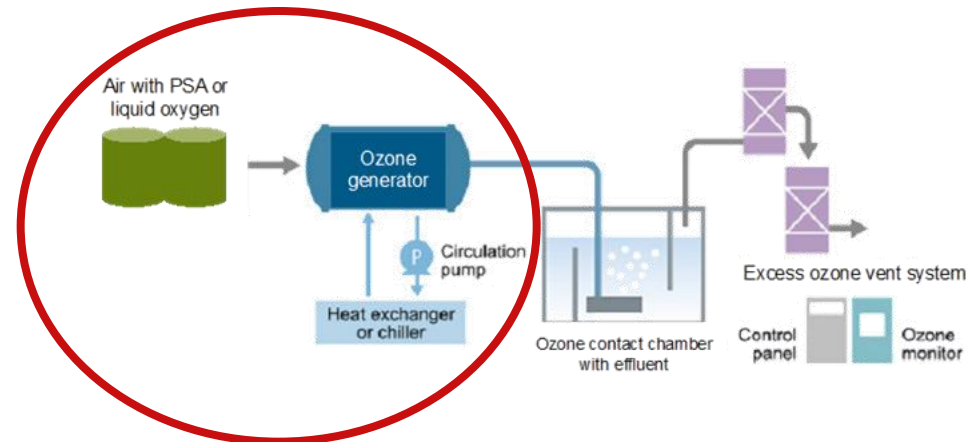 Air with PSA or
liquid oxygen
Ozone
generator
P
Circulation
pump
Heat exchanger
or chiller
Ozone contact chamber
with effluent
Excess ozone vent system
Control
panel
Ozone
monitor